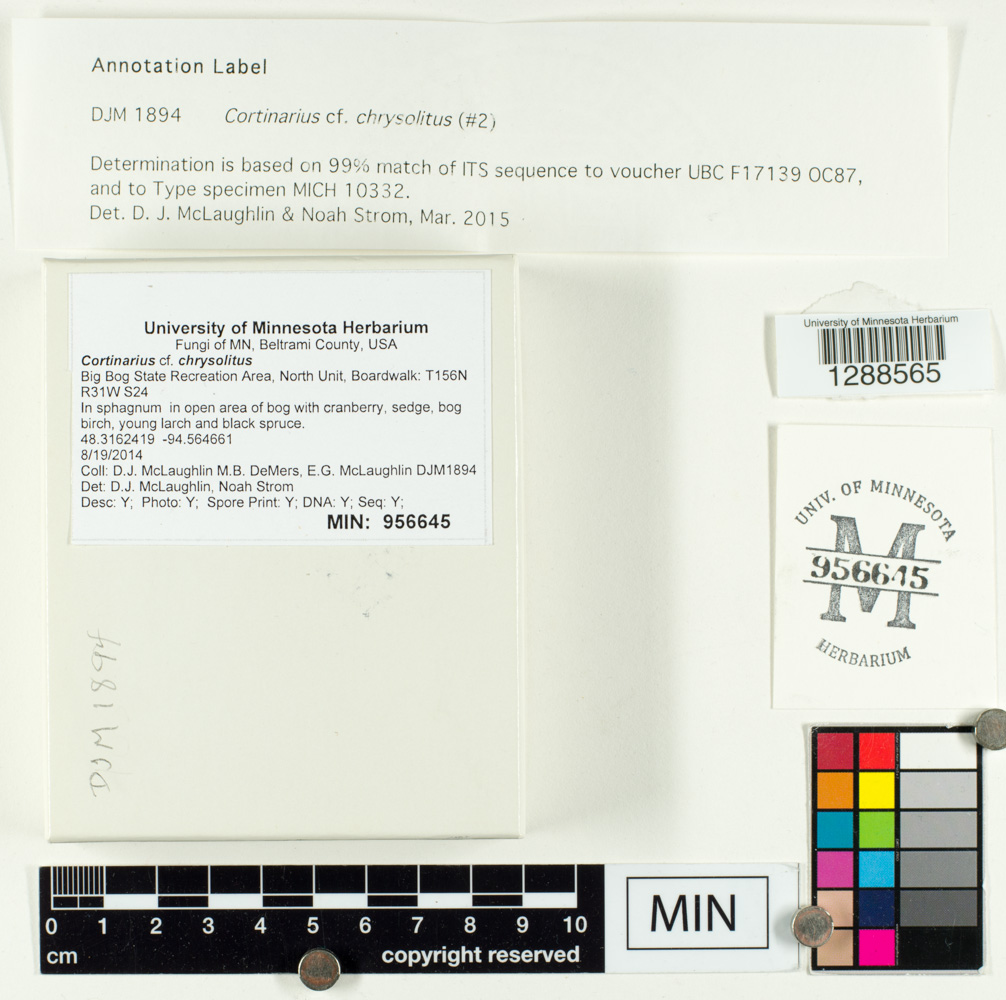 Annotation Label
DJM 1894 Cortinarius cf. chrysolitus (#2)
Determination is based on 99% match of ITS sequence to voucher UBC F17139 OC87,
and to Type specimen MICH 10332.
Det. D. J. McLaughlin & Noah Strom, Mar. 2015
University of Minnesota Herbarium
Fungi of MN, Beltrami County, USA
Cortinarius cf. chrysolitus
Big Bog State Recreation Area, North Unit, Boardwalk: T156N
R31W S24
In sphagnum in open area of bog with cranberry, sedge, bog
birch, young larch and black spruce.
48.3162419 -94.564661
8/19/2014
Coll: D.J. McLaughlin M.B. DeMers, E.G. McLaughlin DJM1894
Det: D.J. McLaughlin, Noah Strom
Desc: Y; Photo: Y; Spore Print: Y; DNA: Y; Seq: Y;
MIN: 956645
DJM 1894
University of Minnesota Herbarium
1288565
UNIV. OF MINNESOTA
M
956645
HERBARIUM
0 1 2 3 4 5 6 7 8 9 10
cm copyright reserved
MIN